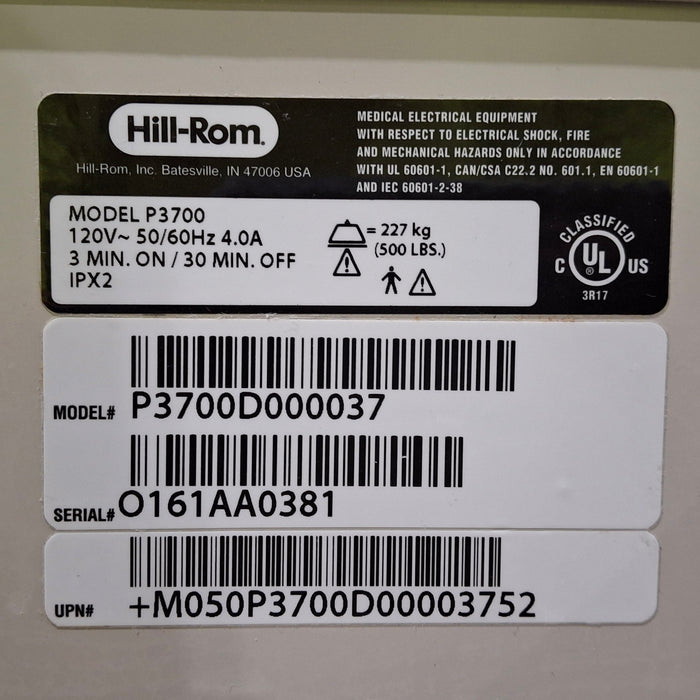 Hill-Rom.
Hill-Rom, Inc. Batesville, IN 47006 USA
MEDICAL ELECTRICAL EQUIPMENT
WITH RESPECT TO ELECTRICAL SHOCK, FIRE
AND MECHANICAL HAZARDS ONLY IN ACCORDANCE
WITH UL 60601-1, CAN/CSA C22.2 NO. 601.1, EN 60601-1
AND IEC 60601-2-38
MODEL P3700
120V~ 50/60Hz 4.0A
3 MIN. ON / 30 MIN. OFF
IPX2
= 227 kg
(500 LBS.)
CLASSIFIED
C UL® US
3R17
MODEL# P3700D000037
SERIAL# O161AA0381
UPN# +M050P3700D00003752